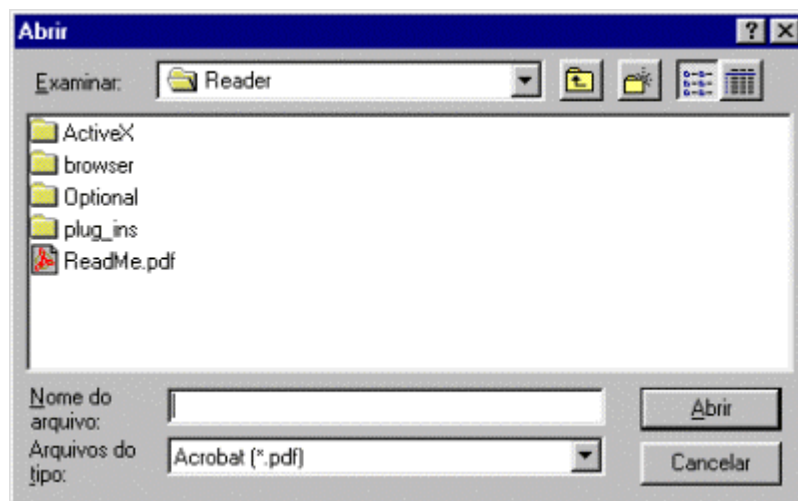 Abrir
Examinar:
Reader
ActiveX
browser
Optional
plug_ins
ReadMe.pdf
Nome do
arquivo:
Abrir
Arquivos do
tipo:
Acrobat (*.pdf)
Cancelar